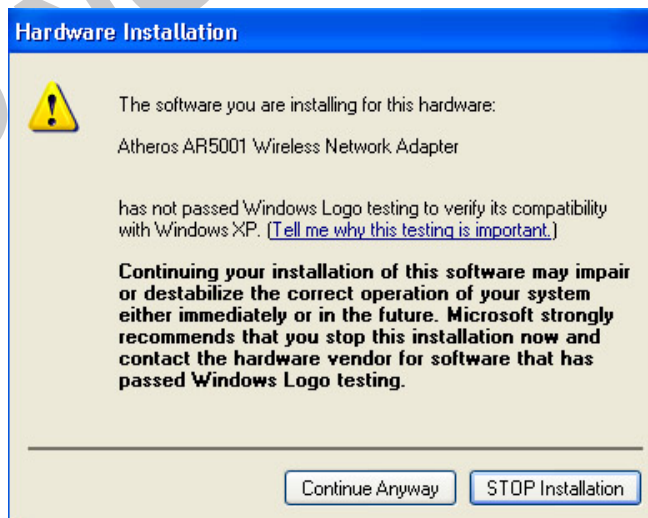 Hardware Installation
The software you are installing for this hardware:
Atheros AR5001 Wireless Network Adapter
has not passed Windows Logo testing to verify its compatibility
with Windows XP. (Tell me why this testing is important.)
Continuing your installation of this software may impair
or destabilize the correct operation of your system
either immediately or in the future. Microsoft strongly
recommends that you stop this installation now and
contact the hardware vendor for software that has
passed Windows Logo testing.
Continue Anyway
STOP Installation